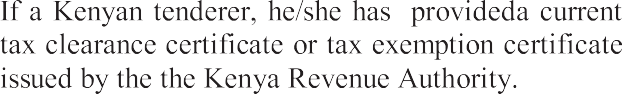 If a Kenyan tenderer, he/she has provideda current
tax clearance certificate or tax exemption certificate
issued by the the Kenya Revenue Authority.